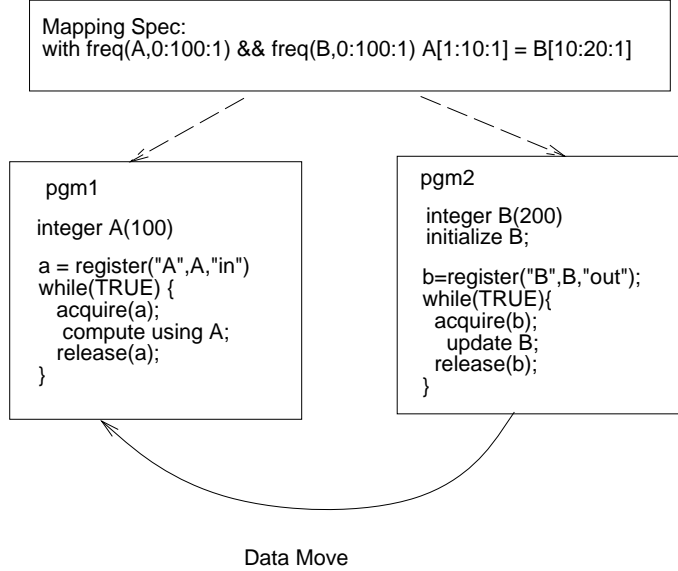 Mapping Spec:
with freq(A,0:100:1) && freq(B,0:100:1) A[1:10:1] = B[10:20:1]
pgm1
integer A(100)
a = register("A",A,"in")
while(TRUE) {
acquire(a);
compute using A;
release(a);
}
pgm2
integer B(200)
initialize B;
b=register("B",B,"out");
while(TRUE){
acquire(b);
update B;
release(b);
}
Data Move